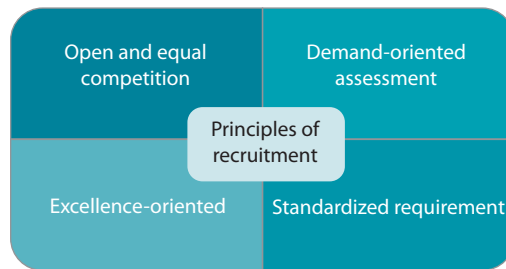 Open and equal
competition
Demand-oriented
assessment
Principles of
recruitment
Excellence-oriented
Standardized requirement